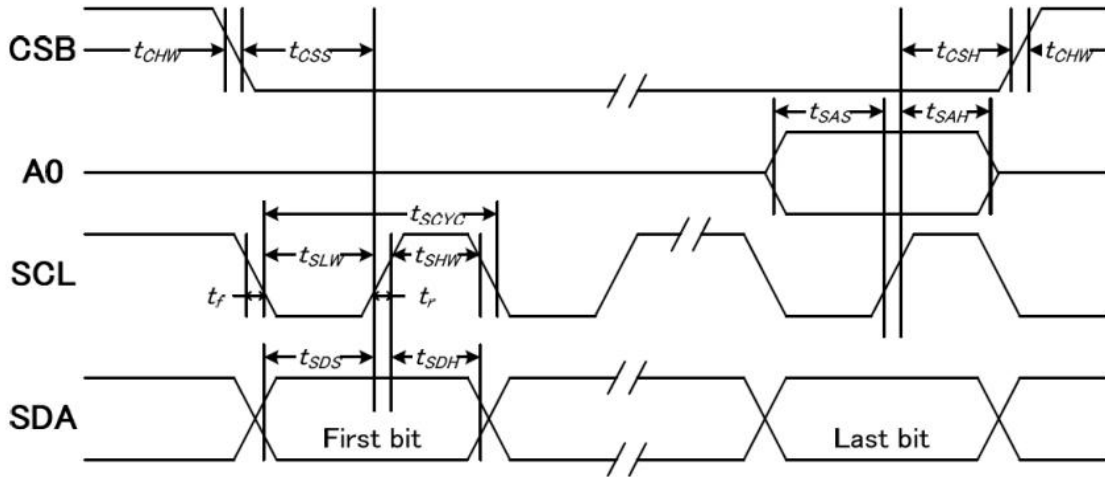 CSB tCHW tCSS tCSH tCHW
A0 tSAS tSAH
tSCYC
SCL tSLW tSHW
tf tr
tSDS tSDH
SDA First bit Last bit